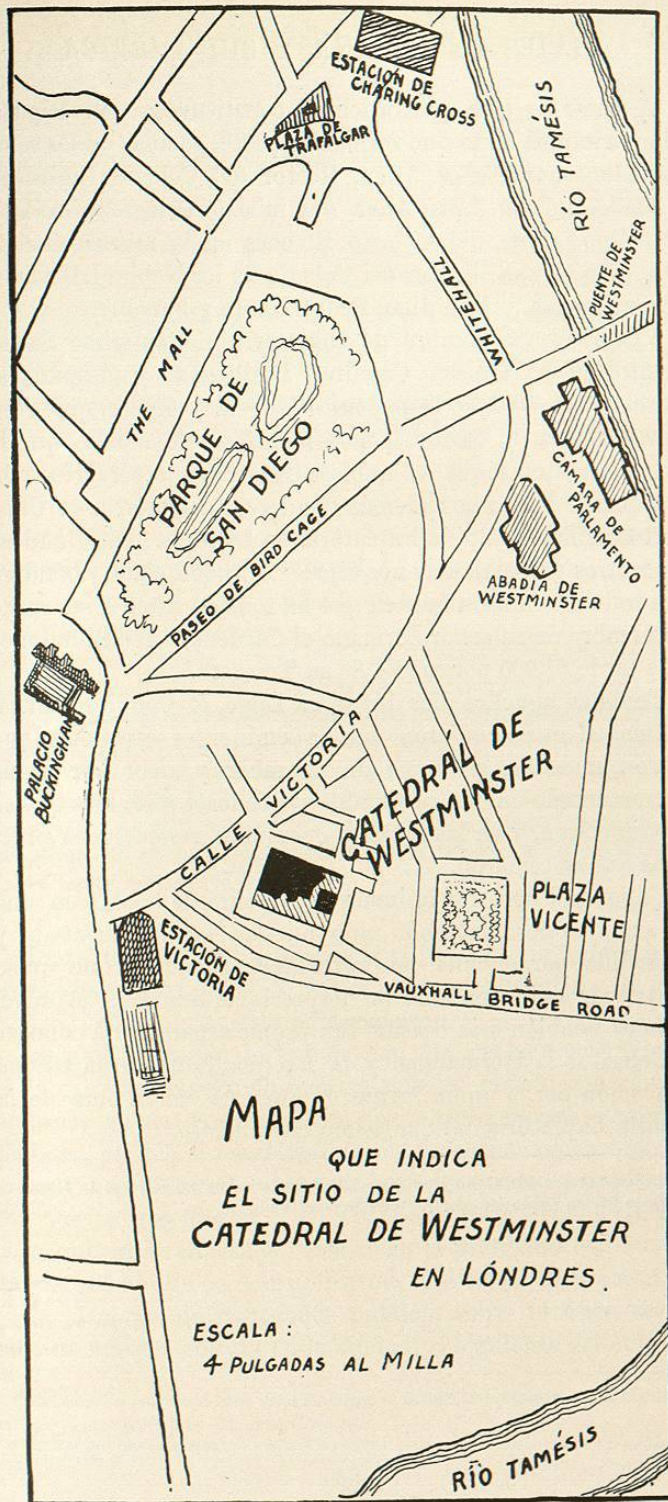 ESTACIÓN DE
CHARING CROSS
PLAZA DE
TRAFALGAR
RÍO TAMÉSIS
PUENTE DE
WESTMINSTER
WHITEHALL
THE MALL
PARQUE DE
SAN DIEGO
CÁMARA DE
PARLAMENTO
PASEO DE BIRD CAGE
ABADÍA DE
WESTMINSTER
PALACIO
BUCKINGHAM
CALLE VICTORIA
CATEDRÁL DE
WESTMINSTER
PLAZA
VICENTE
ESTACIÓN DE
VICTORIA
VAUXHALL BRIDGE ROAD
MAPA
QUE INDICA
EL SITIO DE LA
CATEDRAL DE WESTMINSTER
EN LÓNDRES.
ESCALA:
4 PULGADAS AL MILLA
RÍO TAMÉSIS